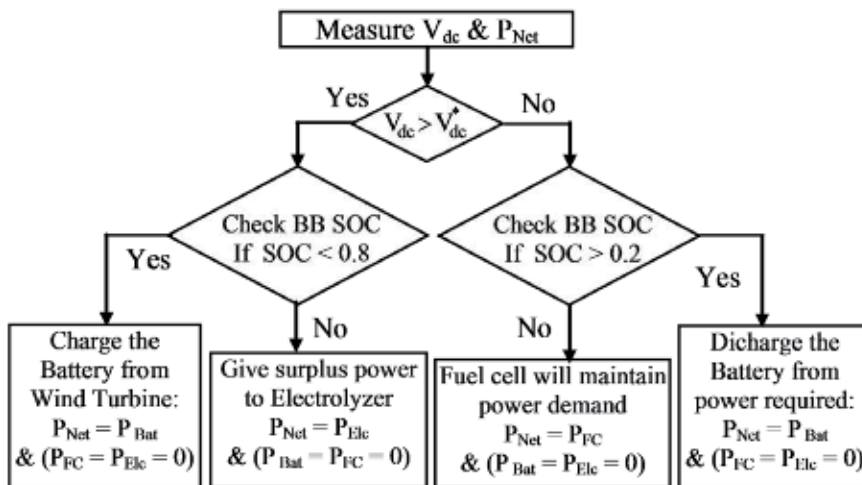 Measure V_dc & P_Net
Yes
No
V_dc > V*_dc
Check BB SOC
If SOC < 0.8
Check BB SOC
If SOC > 0.2
Yes
No
No
Yes
Charge the
Battery from
Wind Turbine:
P_Net = P_Bat
& (P_FC = P_Elc = 0)
Give surplus power
to Electrolyzer
P_Net = P_Elc
& (P_Bat = P_FC = 0)
Fuel cell will maintain
power demand
P_Net = P_FC
& (P_Bat = P_Elc = 0)
Dicharge the
Battery from
power required:
P_Net = P_Bat
& (P_FC = P_Elc = 0)